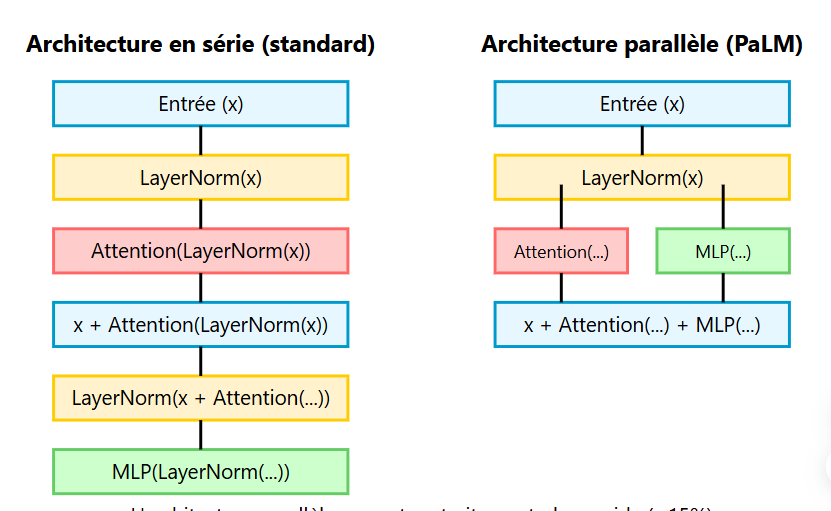 Architecture en série (standard)
Entrée (x)
LayerNorm(x)
Attention(LayerNorm(x))
x + Attention(LayerNorm(x))
LayerNorm(x + Attention(...))
MLP(LayerNorm(...))
Architecture parallèle (PaLM)
Entrée (x)
LayerNorm(x)
Attention(...)
MLP(...)
x + Attention(...) + MLP(...)